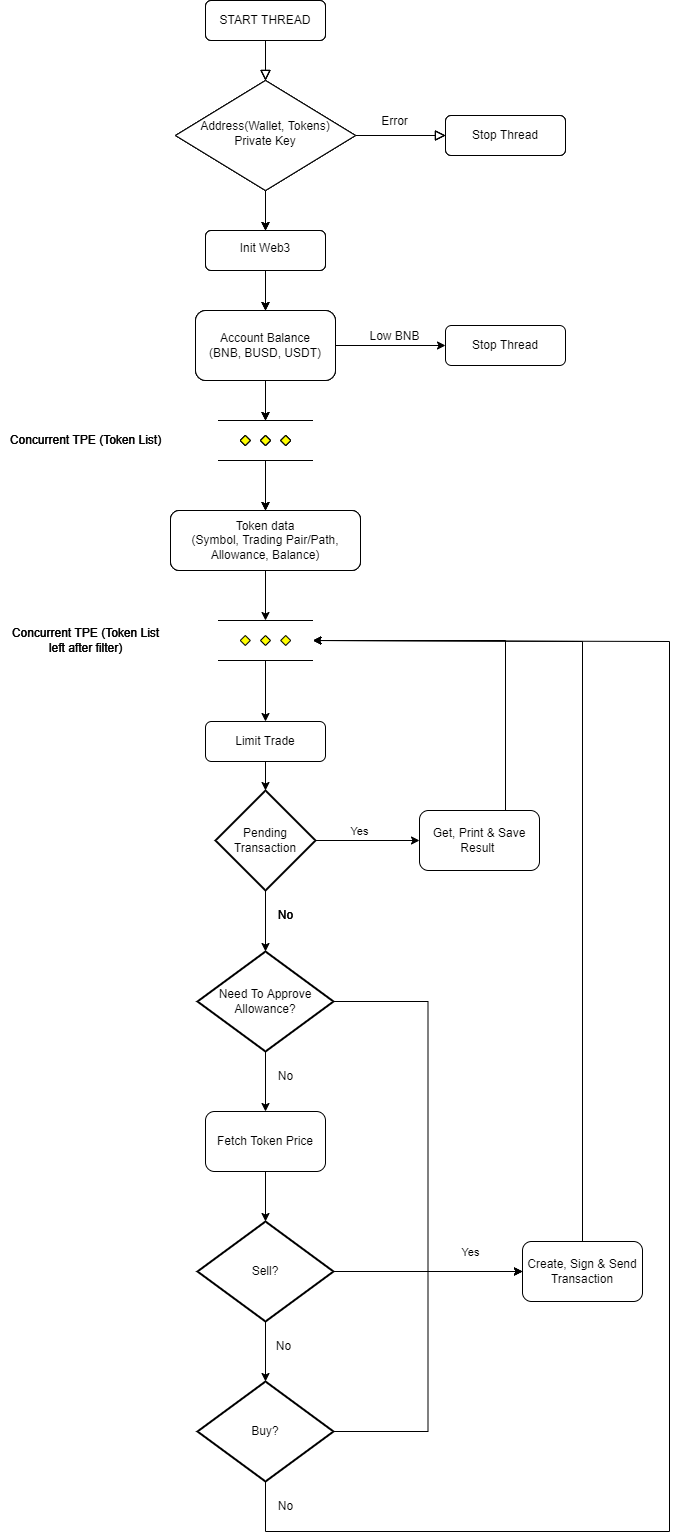 START THREAD
Address(Wallet, Tokens)
Private Key
Error
Stop Thread
Init Web3
Account Balance
(BNB, BUSD, USDT)
Low BNB
Stop Thread
Concurrent TPE (Token List)
Token data
(Symbol, Trading Pair/Path,
Allowance, Balance)
Concurrent TPE (Token List
left after filter)
Limit Trade
Pending
Transaction
Yes
Get, Print & Save
Result
No
Need To Approve
Allowance?
No
Fetch Token Price
Sell?
Yes
Create, Sign & Send
Transaction
No
Buy?
No